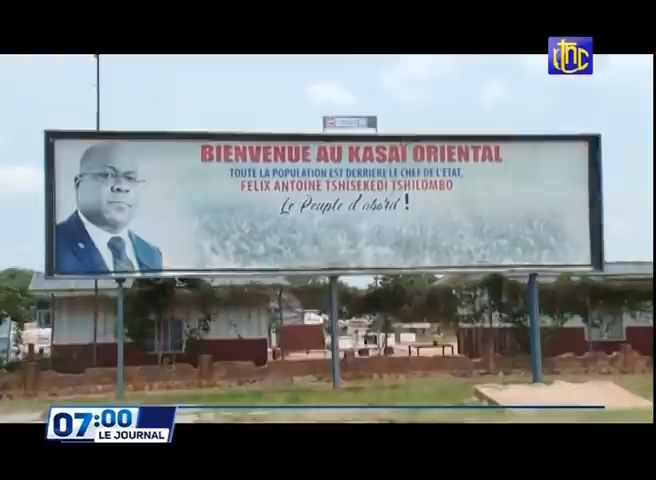 rtnc
BIENVENUE AU KASAÏ ORIENTAL
TOUTE LA POPULATION EST DERRIERE LE CHEF DE L'ETAT,
FELIX ANTOINE TSHISEKEDI TSHILOMBO
Le Peuple d'abord !
07:00
LE JOURNAL